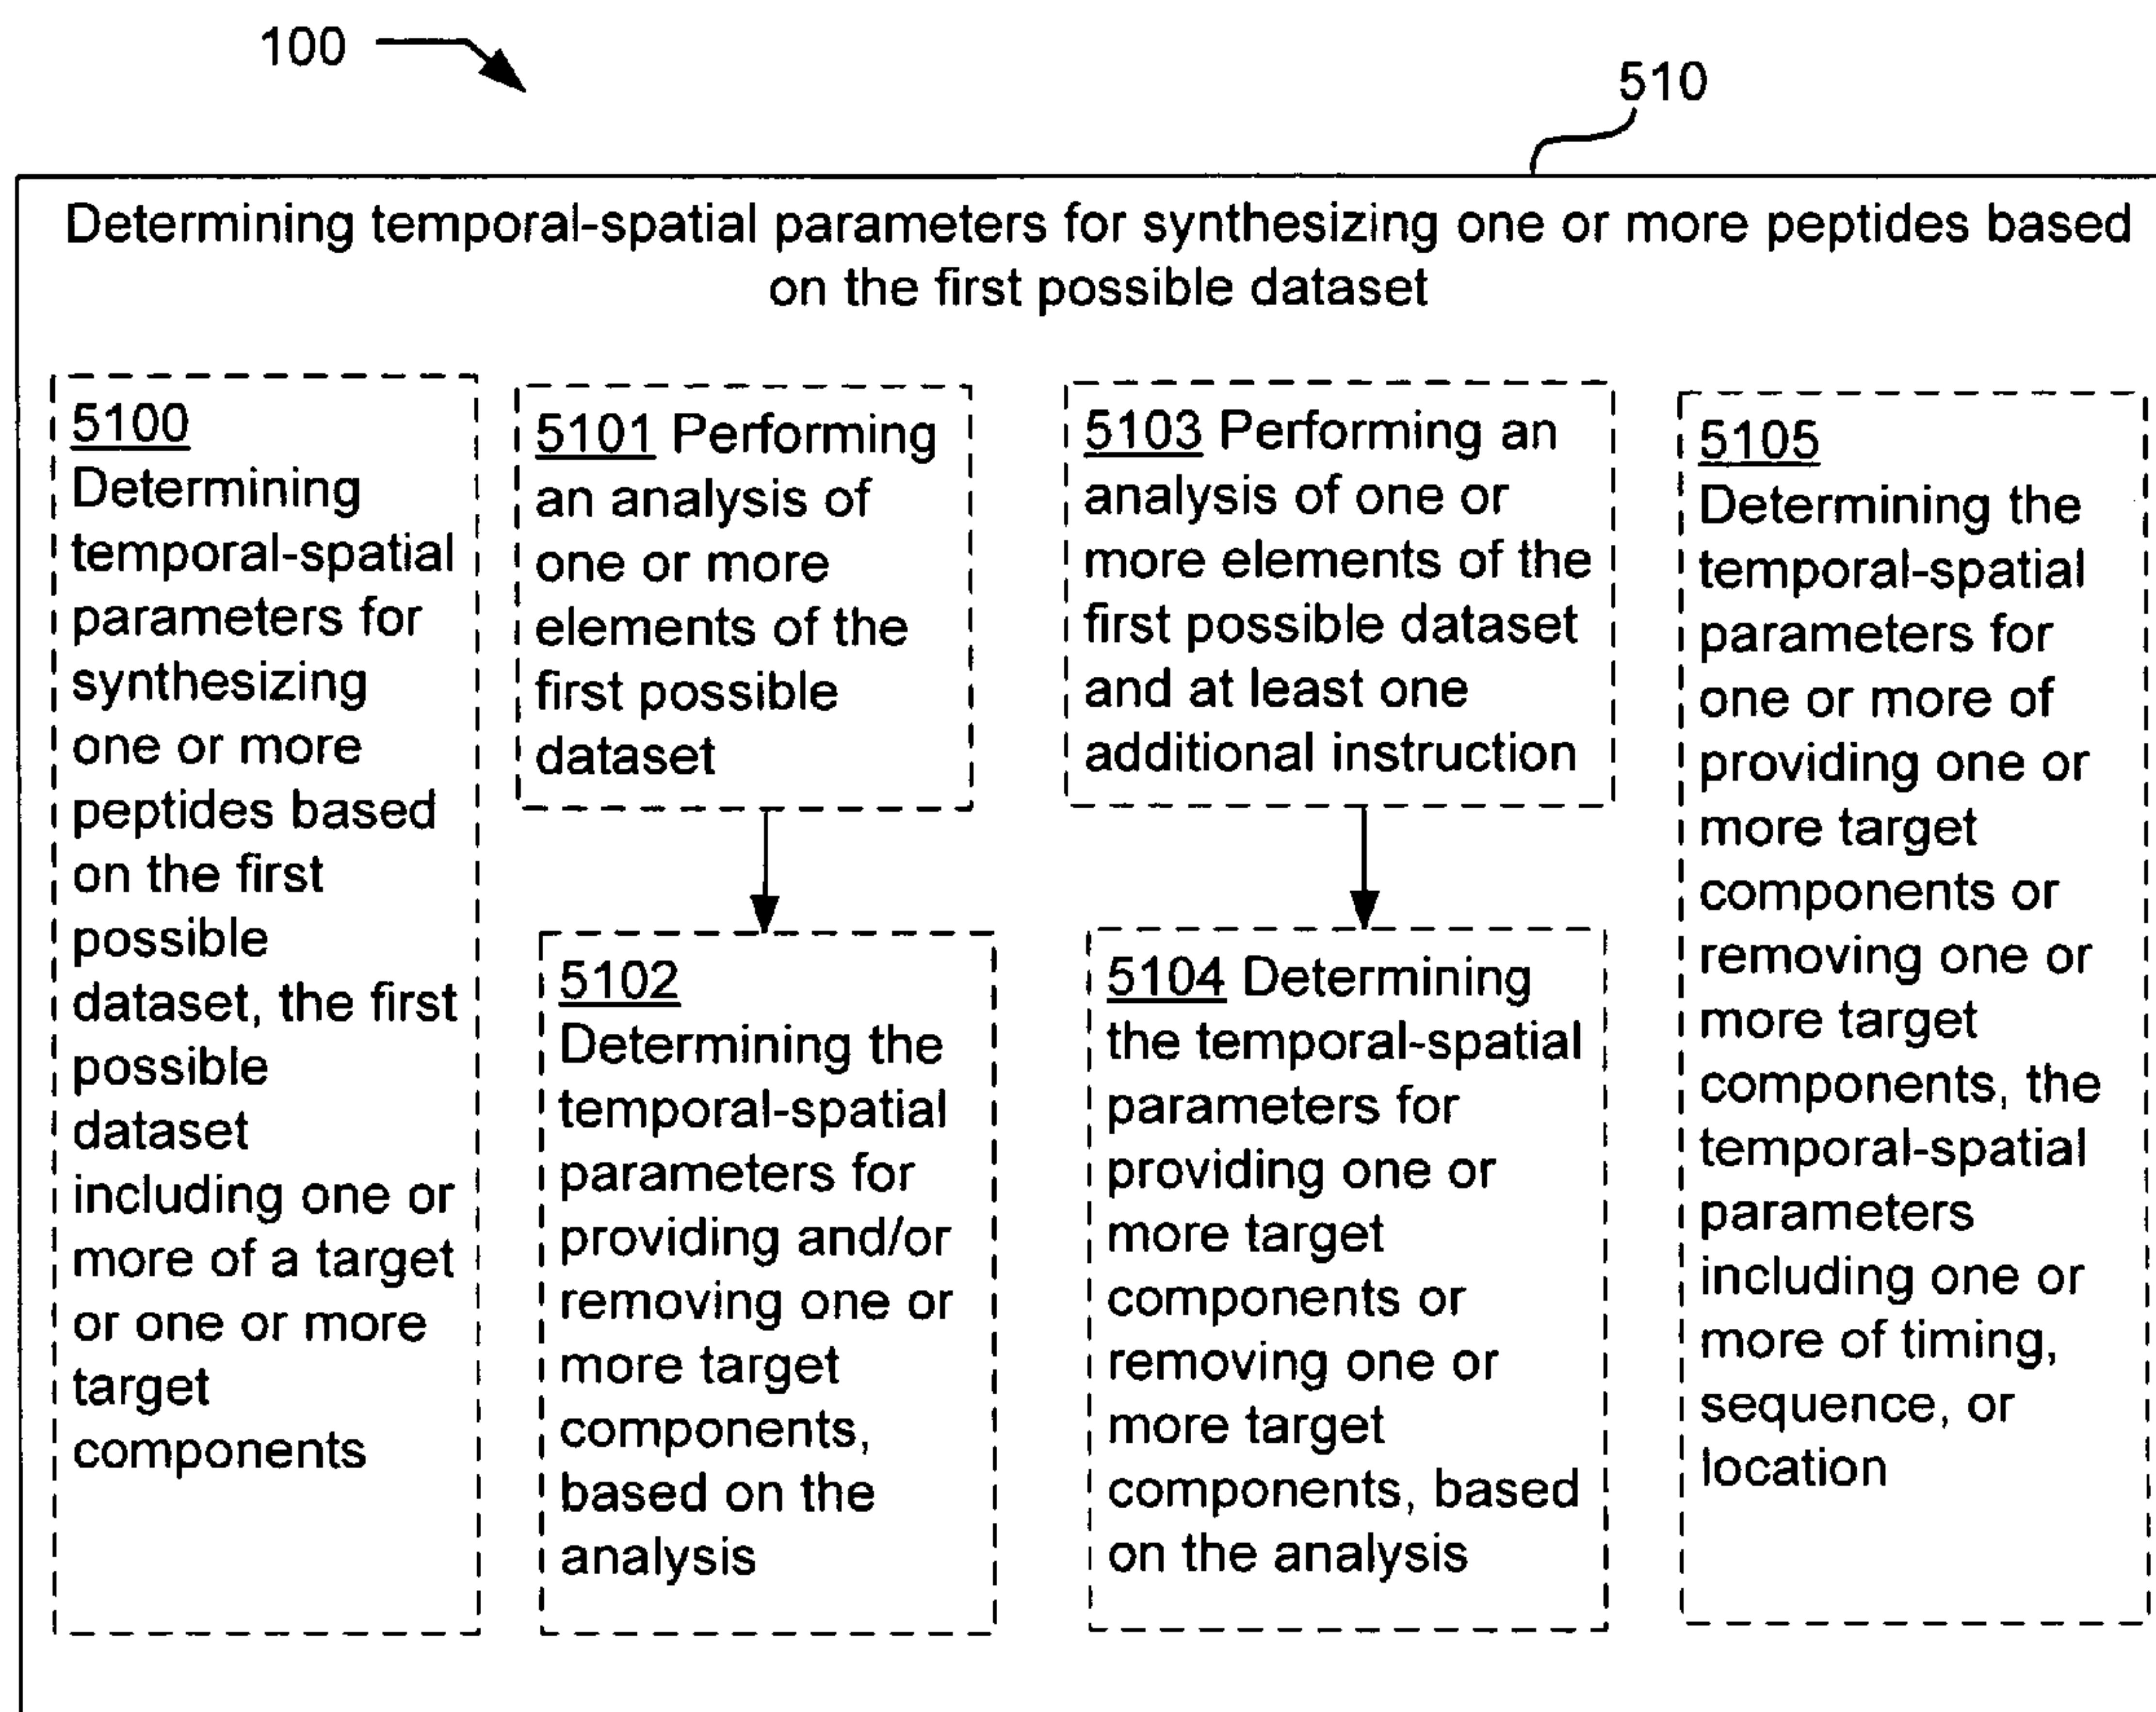 100
510
Determining temporal-spatial parameters for synthesizing one or more peptides based
on the first possible dataset
5100
Determining
temporal-spatial
parameters for
synthesizing
one or more
peptides based
on the first
possible
dataset, the first
possible
dataset
including one or
more of a target
or one or more
target
components
5101 Performing
an analysis of
one or more
elements of the
first possible
dataset
5102
Determining the
temporal-spatial
parameters for
providing and/or
removing one or
more target
components,
based on the
analysis
5103 Performing an
analysis of one or
more elements of the
first possible dataset
and at least one
additional instruction
5104 Determining
the temporal-spatial
parameters for
providing one or
more target
components or
removing one or
more target
components, based
on the analysis
5105
Determining the
temporal-spatial
parameters for
one or more of
providing one or
more target
components or
removing one or
more target
components, the
temporal-spatial
parameters
including one or
more of timing,
sequence, or
location